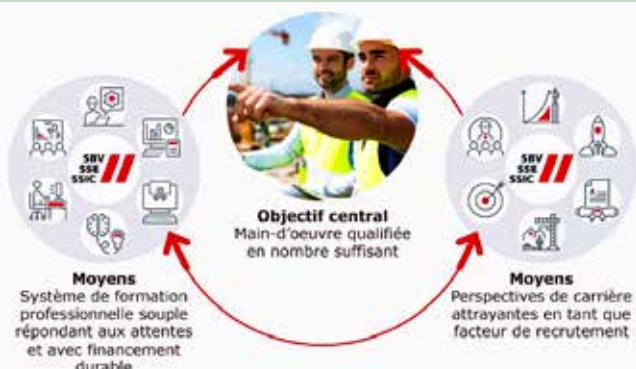 SBV
SSE
SSIC
Objectif central
Main-d'oeuvre qualifiée
en nombre suffisant
SBV
SSE
SSIC
Moyens
Système de formation
professionnelle souple
répondant aux attentes
et avec financement
durable
Moyens
Perspectives de carrière
attrayantes en tant que
facteur de recrutement